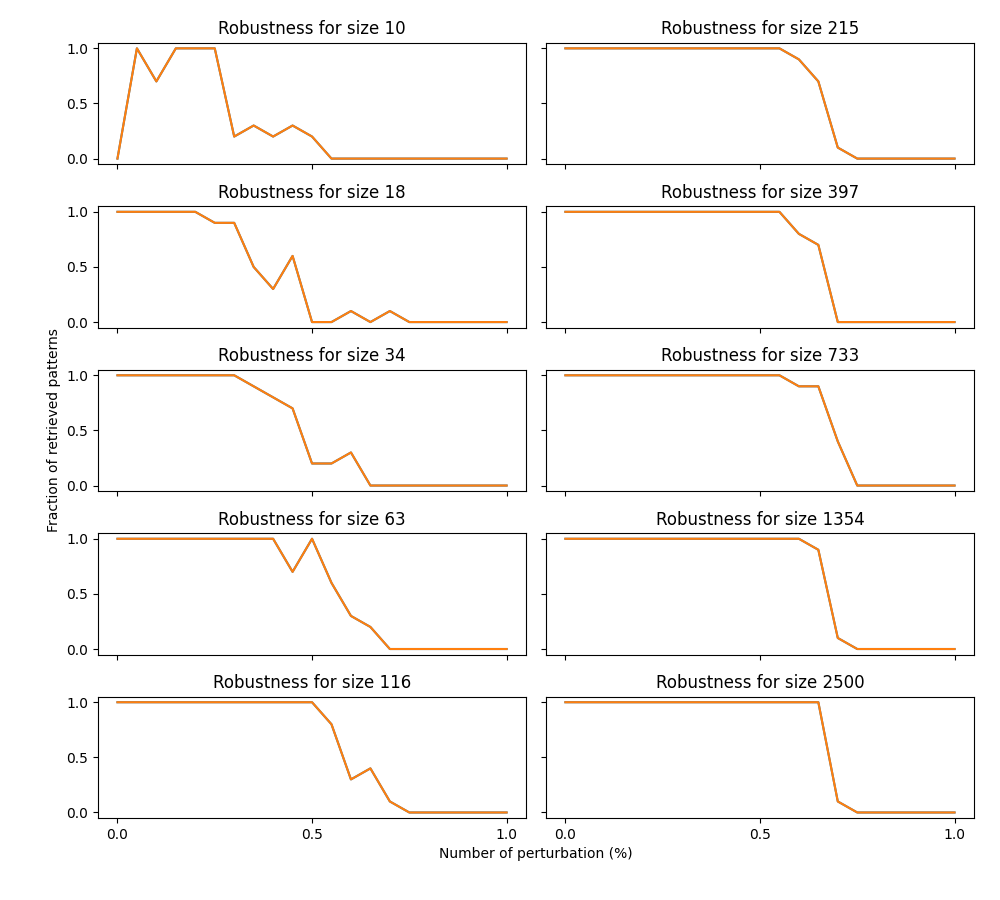 Robustness for size 10
1.0
0.5
0.0
Robustness for size 215
Robustness for size 18
1.0
0.5
0.0
Robustness for size 397
Robustness for size 34
1.0
0.5
0.0
Robustness for size 733
Fraction of retrieved patterns
Robustness for size 63
1.0
0.5
0.0
Robustness for size 1354
Robustness for size 116
1.0
0.5
0.0
0.0 0.5 1.0
Robustness for size 2500
0.0 0.5 1.0
Number of perturbation (%)